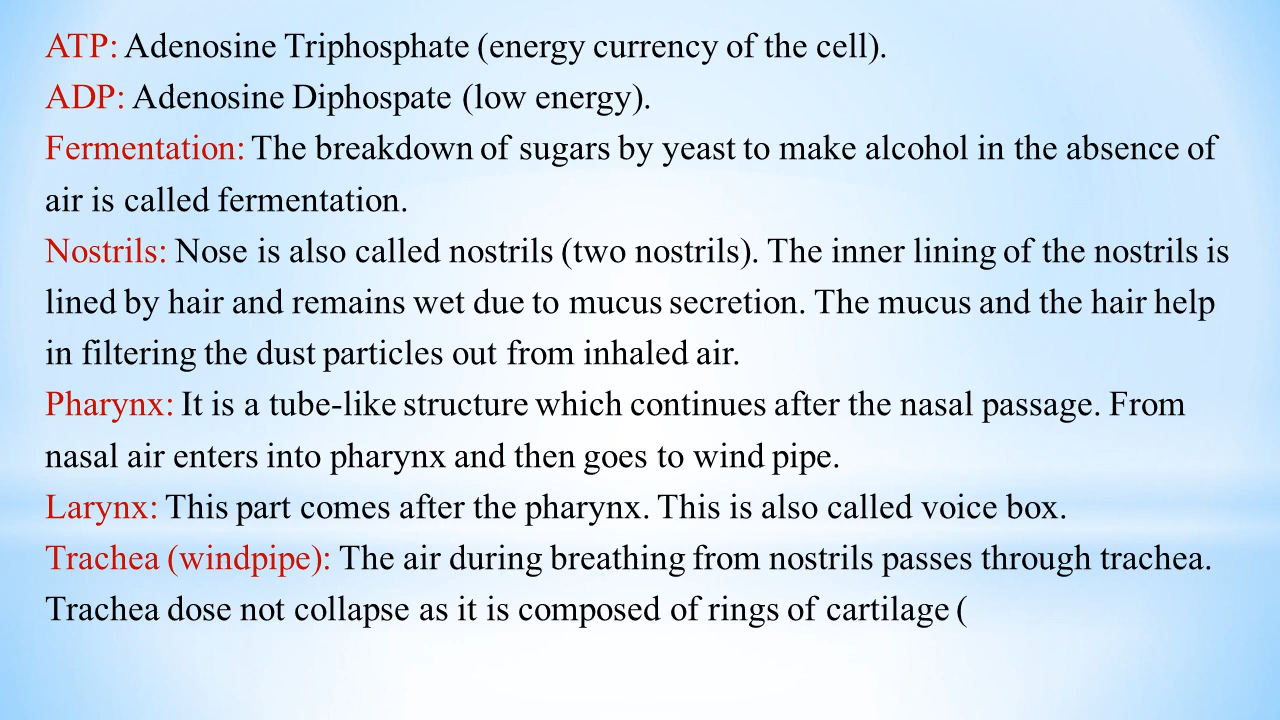 ATP: Adenosine Triphosphate (energy currency of the cell).
ADP: Adenosine Diphospate (low energy).
Fermentation: The breakdown of sugars by yeast to make alcohol in the absence of
air is called fermentation.
Nostrils: Nose is also called nostrils (two nostrils). The inner lining of the nostrils is
lined by hair and remains wet due to mucus secretion. The mucus and the hair help
in filtering the dust particles out from inhaled air.
Pharynx: It is a tube-like structure which continues after the nasal passage. From
nasal air enters into pharynx and then goes to wind pipe.
Larynx: This part comes after the pharynx. This is also called voice box.
Trachea (windpipe): The air during breathing from nostrils passes through trachea.
Trachea dose not collapse as it is composed of rings of cartilage (